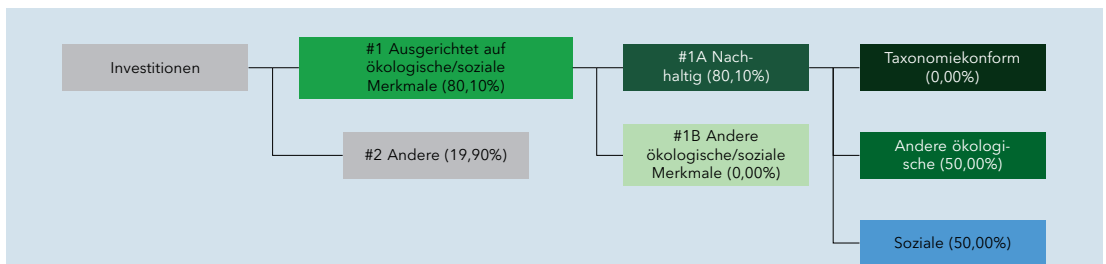 Investitionen
#1 Ausgerichtet auf
ökologische/soziale
Merkmale (80,10%)
#2 Andere (19,90%)
#1A Nach-
haltig (80,10%)
#1B Andere
ökologische/soziale
Merkmale (0,00%)
Taxonomiekonform
(0,00%)
Andere ökologi-
sche (50,00%)
Soziale (50,00%)